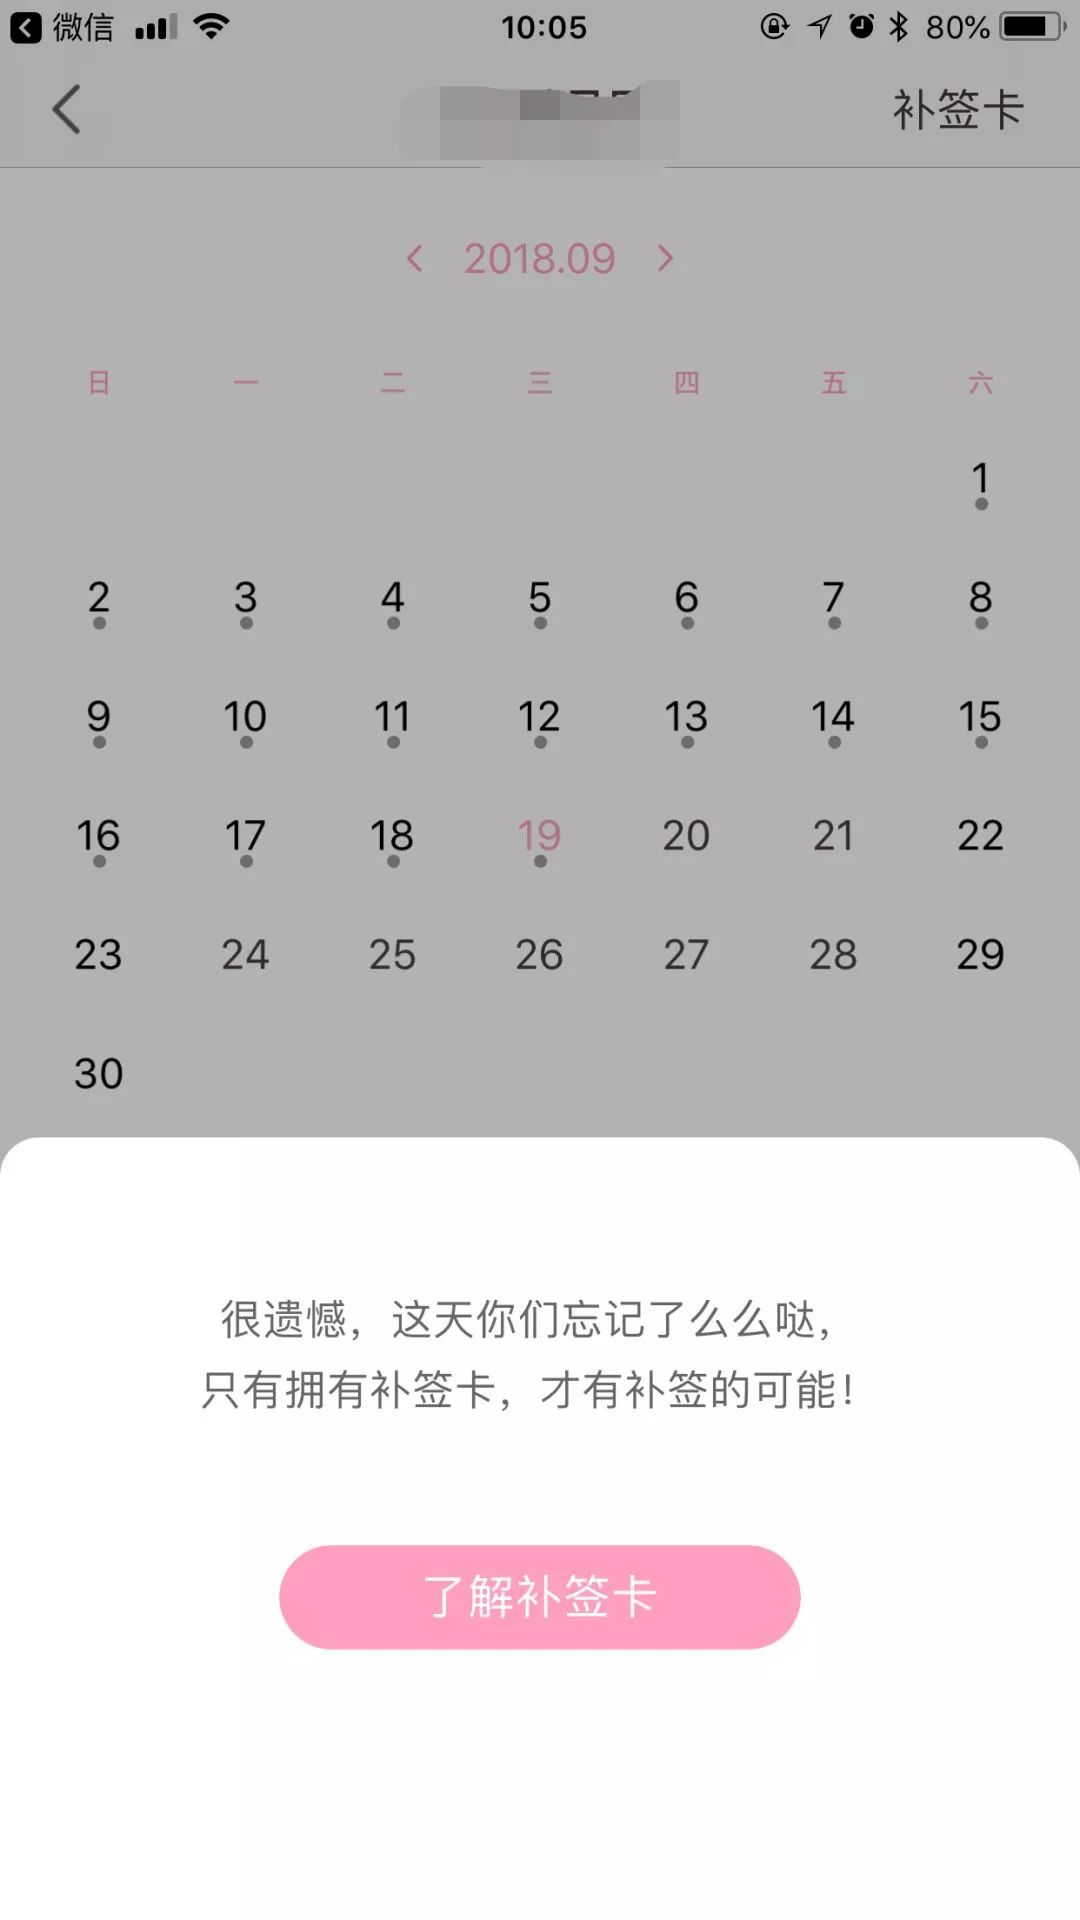 微信 10:05 80%
补签卡
2018.09
日 一 二 三 四 五 六
1
2 3 4 5 6 7 8
9 10 11 12 13 14 15
16 17 18 19 20 21 22
23 24 25 26 27 28 29
30
很遗憾，这天你们忘记了么么哒，
只有拥有补签卡，才有补签的可能！
了解补签卡